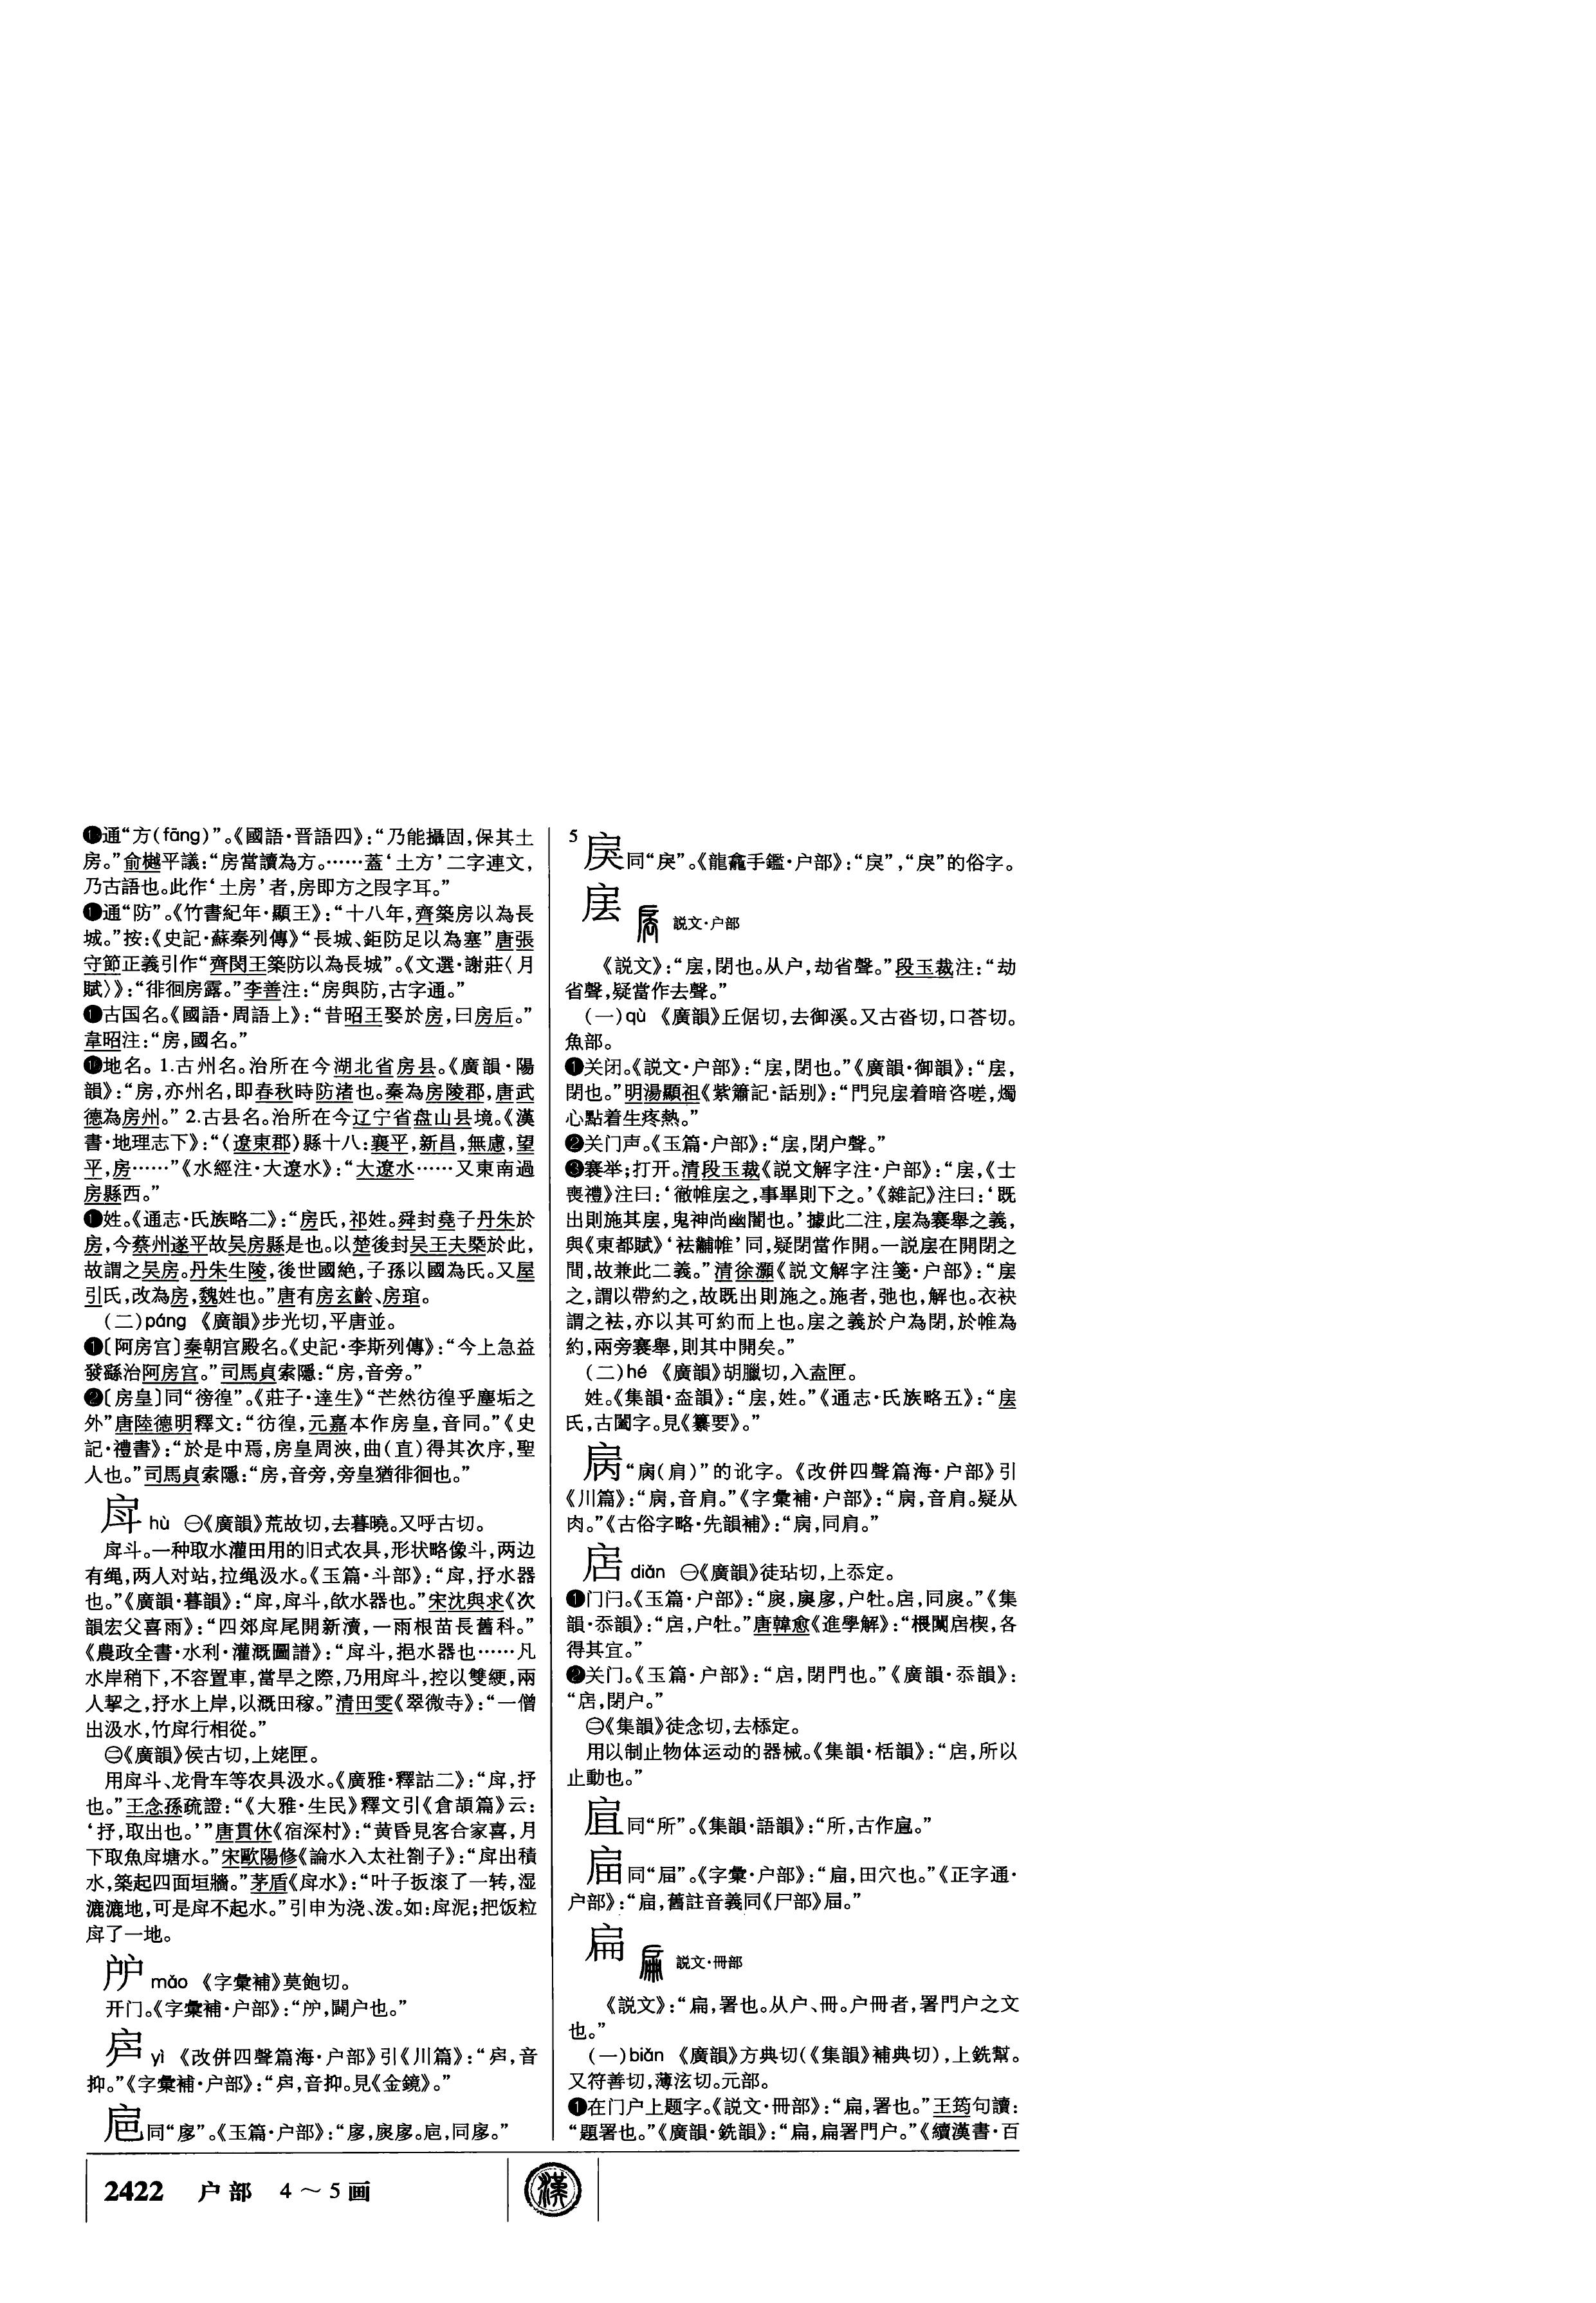 ❶通“方(fāng)”。《國語·晋語四》:“乃能攝固,保其土
房。”俞樾平議:“房當讀為方。……蓋‘土方’二字連文,
乃古語也。此作‘土房’者,房即方之叚字耳。”
❶通“防”。《竹書紀年·顯王》:“十八年,齊築房以為長
城。”按:《史記·蘇秦列傳》“長城、鉅防足以為塞”唐張
守節正義引作“齊閔王築防以為長城”。《文選·謝莊〈月
賦〉》:“徘徊房露。”李善注:“房與防,古字通。”
❶古国名。《國語·周語上》:“昔昭王娶於房,曰房后。”
韋昭注:“房,國名。”
❶地名。1.古州名。治所在今湖北省房县。《廣韻·陽
韻》:“房,亦州名,即春秋時防渚也。秦為房陵郡,唐武
德為房州。”2.古县名。治所在今辽宁省盘山县境。《漢
書·地理志下》:“〈遼東郡〉縣十八:襄平,新昌,無慮,望
平,房……”《水經注·大遼水》:“大遼水……又東南過
房縣西。”
❶姓。《通志·氏族略二》:“房氏,祁姓。舜封堯子丹朱於
房,今蔡州遂平故吴房縣是也。以楚後封吴王夫槩於此,
故謂之吴房。丹朱生陵,後世國絶,子孫以國為氏。又屋
引氏,改為房,魏姓也。”唐有房玄齡、房琯。
(二)páng 《廣韻》步光切,平唐並。
❶〔阿房宫〕秦朝宫殿名。《史記·李斯列傳》:“今上急益
發繇治阿房宫。”司馬貞索隱:“房,音旁。”
❷〔房皇〕同“徬徨”。《莊子·達生》“芒然彷徨乎塵垢之
外”唐陸德明釋文:“彷徨,元嘉本作房皇,音同。”《史
記·禮書》:“於是中焉,房皇周浹,曲(直)得其次序,聖
人也。”司馬貞索隱:“房,音旁,旁皇猶徘徊也。”
戽 hù ㊀《廣韻》荒故切,去暮曉。又呼古切。
戽斗。一种取水灌田用的旧式农具,形状略像斗,两边
有绳,两人对站,拉绳汲水。《玉篇·斗部》:“戽,抒水器
也。”《廣韻·暮韻》:“戽,戽斗,㪺水器也。”宋沈與求《次
韻宏父喜雨》:“四郊戽尾開新瀆,一雨根苗長舊科。”
《農政全書·水利·灌溉圖譜》:“戽斗,挹水器也……凡
水岸稍下,不容置車,當旱之際,乃用戽斗,控以雙綆,兩
人挈之,抒水上岸,以溉田稼。”清田雯《翠微寺》:“一僧
出汲水,竹戽行相從。”
㊁《廣韻》侯古切,上姥匣。
用戽斗、龙骨车等农具汲水。《廣雅·釋詁二》:“戽,抒
也。”王念孫疏證:“《大雅·生民》釋文引《倉頡篇》云:
‘抒,取出也。’”唐貫休《宿深村》:“黄昏見客合家喜,月
下取魚戽塘水。”宋歐陽修《論水入太社劄子》:“戽出積
水,築起四面垣牆。”茅盾《戽水》:“叶子扳滚了一转,湿
漉漉地,可是戽不起水。”引申为浇、泼。如:戽泥;把饭粒
戽了一地。
戼 mǎo 《字彙補》莫飽切。
开门。《字彙補·户部》:“戼,闢户也。”
yì 《改併四聲篇海·户部》引《川篇》:“,音
抑。”《字彙補·户部》:“,音抑。見《金鏡》。”
戹同“扅”。《玉篇·户部》:“扅,扊扅。,同扅。”
5
戾同“戾”。《龍龕手鑑·户部》:“”,“戾”的俗字。
㡁 説文·户部
《説文》:“㡁,閉也。从户,劫省聲。”段玉裁注:“劫
省聲,疑當作去聲。”
(一)qù 《廣韻》丘倨切,去御溪。又古沓切,口荅切。
魚部。
❶关闭。《説文·户部》:“㡁,閉也。”《廣韻·御韻》:“㡁,
閉也。”明湯顯祖《紫簫記·話别》:“門兒㡁着暗咨嗟,燭
心點着生疼熱。”
❷关门声。《玉篇·户部》:“㡁,閉户聲。”
❸褰举;打开。清段玉裁《説文解字注·户部》:“㡁,《士
喪禮》注曰:‘徹帷㡁之,事畢則下之。’《雜記》注曰:‘既
出則施其㡁,鬼神尚幽闇也。’據此二注,㡁為褰舉之義,
與《東都賦》‘袪黼帷’同,疑閉當作開。一説㡁在開閉之
間,故兼此二義。”清徐灝《説文解字注箋·户部》:“㡁
之,謂以帶約之,故既出則施之。施者,弛也,解也。衣袂
謂之袪,亦以其可約而上也。㡁之義於户為閉,於帷為
約,兩旁褰舉,則其中開矣。”
(二)hé 《廣韻》胡臘切,入盍匣。
姓。《集韻·盇韻》:“㡁,姓。”《通志·氏族略五》:“㡁
氏,古闔字。見《纂要》。”
“肩(肩)”的讹字。《改併四聲篇海·户部》引
《川篇》:“,音肩。”《字彙補·户部》:“,音肩。疑从
肉。”《古俗字略·先韻補》:“,同肩。”
扂 diǎn ㊀《廣韻》徒玷切,上忝定。
❶门闩。《玉篇·户部》:“扊,扊扅,户牡。扂,同扊。”《集
韻·忝韻》:“扂,户牡。”唐韓愈《進學解》:“椳闑扂楔,各
得其宜。”
❷关门。《玉篇·户部》:“扂,閉門也。”《廣韻·忝韻》:
“扂,閉户。”
㊁《集韻》徒念切,去㮇定。
用以制止物体运动的器械。《集韻·栝韻》:“扂,所以
止動也。”
同“所”。《集韻·語韻》:“所,古作。”
同“届”。《字彙·户部》:“,田穴也。”《正字通·
户部》:“,舊註音義同《尸部》届。”
扁 説文·冊部
《説文》:“扁,署也。从户、冊。户冊者,署門户之文
也。”
(一)biǎn 《廣韻》方典切(《集韻》補典切),上銑幫。
又符善切,薄泫切。元部。
❶在门户上题字。《説文·冊部》:“扁,署也。”王筠句讀:
“題署也。”《廣韻·銑韻》:“扁,扁署門户。”《續漢書·百
2422 户部 4～5画
漢